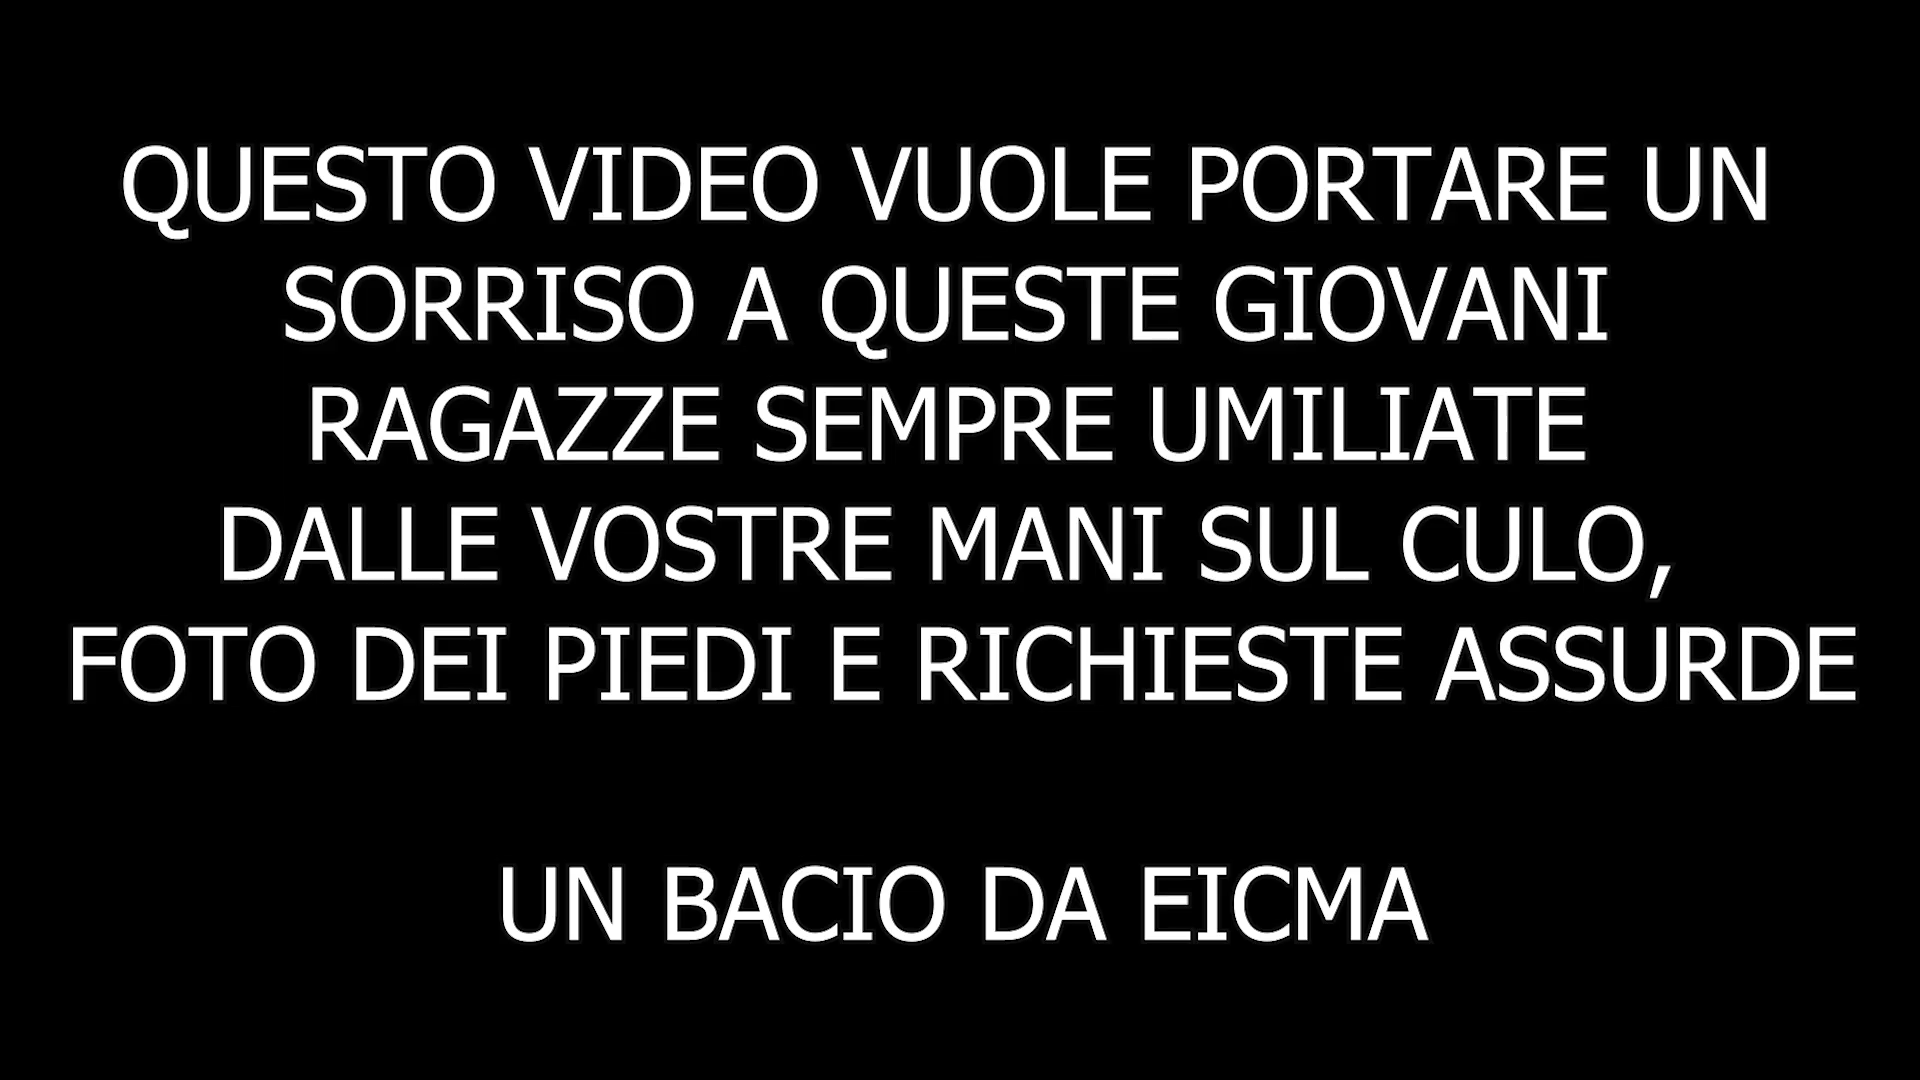 QUESTO VIDEO VUOLE PORTARE UN
SORRISO A QUESTE GIOVANI
RAGAZZE SEMPRE UMILIATE
DALLE VOSTRE MANI SUL CULO,
FOTO DEI PIEDI E RICHIESTE ASSURDE
UN BACIO DA EICMA